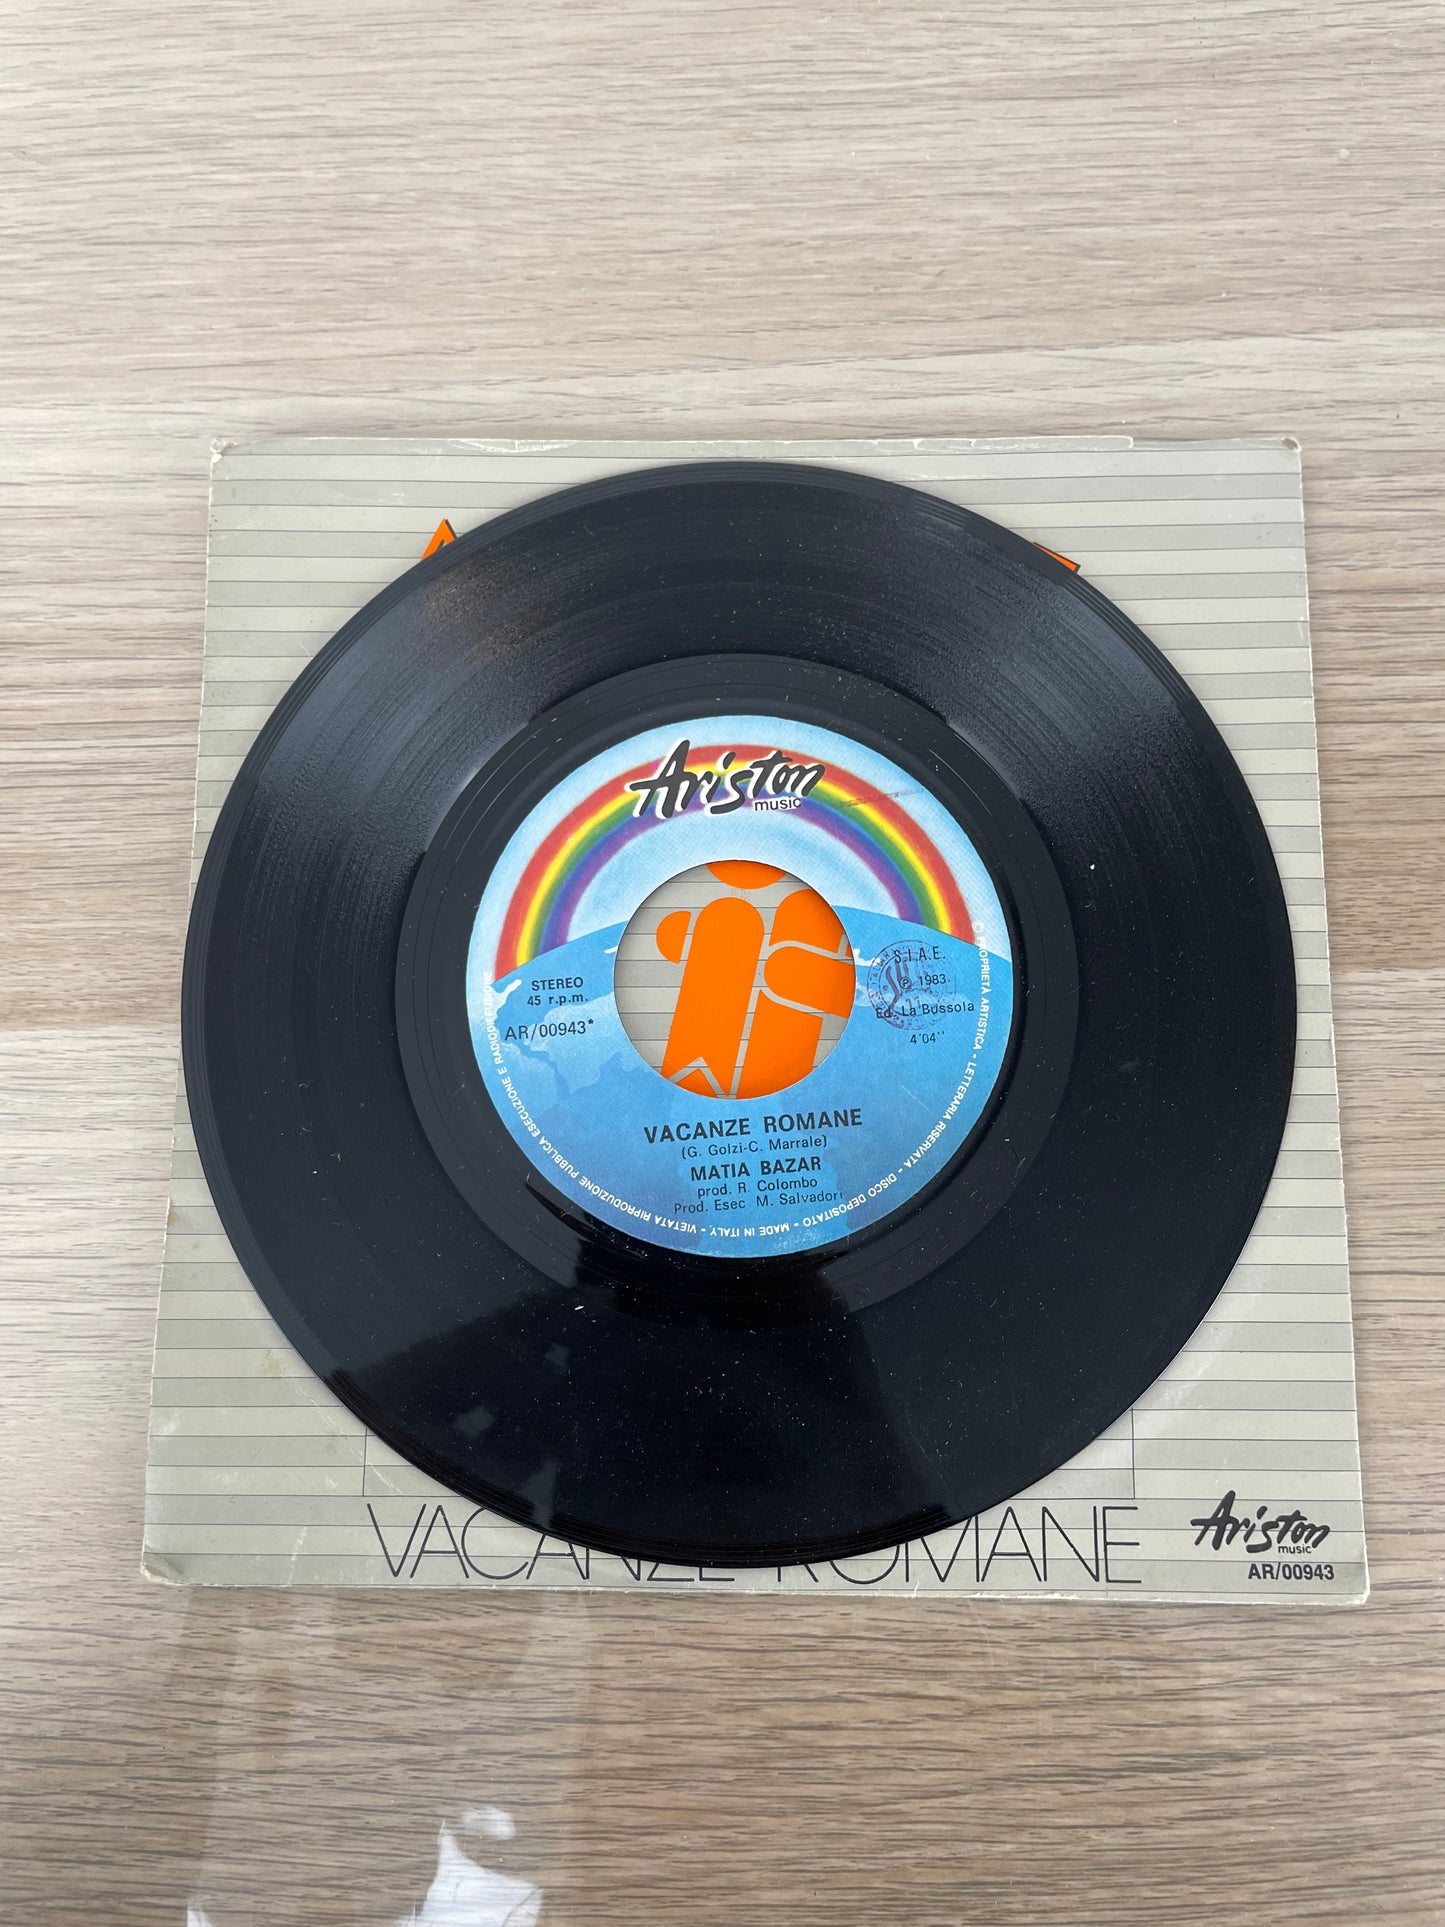 Ariston
music
STEREO
45 r.p.m.
AR/00943*
S.I.A.E.
℗ 1983
Ed. La Bussola
4'04''
VACANZE ROMANE
(G. Golzi-C. Marrale)
MATIA BAZAR
prod. R. Colombo
Prod. Esec M. Salvadori
© PROPRIETÀ ARTISTICA - LETTERARIA RISERVATA - DISCO DEPOSITATO - MADE IN ITALY - VIETATA RIPRODUZIONE PUBBLICA ESECUZIONE E RADIODIFFUSIONE
VACANZE ROMANE
Ariston
music
AR/00943